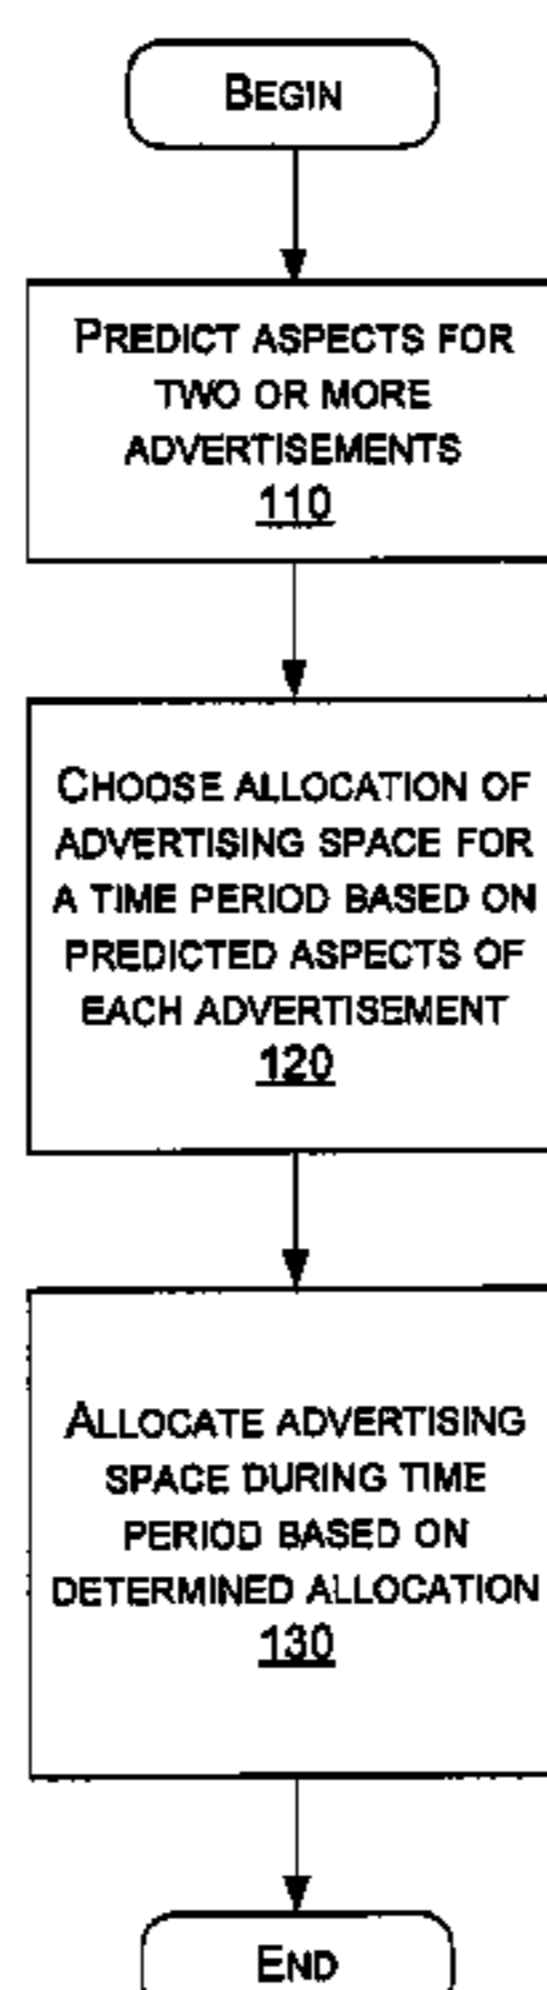 BEGIN
PREDICT ASPECTS FOR
TWO OR MORE
ADVERTISEMENTS
110
CHOOSE ALLOCATION OF
ADVERTISING SPACE FOR
A TIME PERIOD BASED ON
PREDICTED ASPECTS OF
EACH ADVERTISEMENT
120
ALLOCATE ADVERTISING
SPACE DURING TIME
PERIOD BASED ON
DETERMINED ALLOCATION
130
END